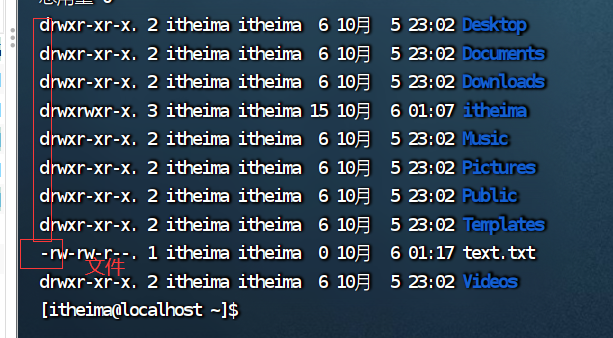 总用量 0
drwxr-xr-x. 2 itheima itheima  6 10月  5 23:02 Desktop
drwxr-xr-x. 2 itheima itheima  6 10月  5 23:02 Documents
drwxr-xr-x. 2 itheima itheima  6 10月  5 23:02 Downloads
drwxrwxr-x. 3 itheima itheima 15 10月  6 01:07 itheima
drwxr-xr-x. 2 itheima itheima  6 10月  5 23:02 Music
drwxr-xr-x. 2 itheima itheima  6 10月  5 23:02 Pictures
drwxr-xr-x. 2 itheima itheima  6 10月  5 23:02 Public
drwxr-xr-x. 2 itheima itheima  6 10月  5 23:02 Templates
-rw-rw-r--. 1 itheima itheima  0 10月  6 01:17 text.txt
文件
drwxr-xr-x. 2 itheima itheima  6 10月  5 23:02 Videos
[itheima@localhost ~]$